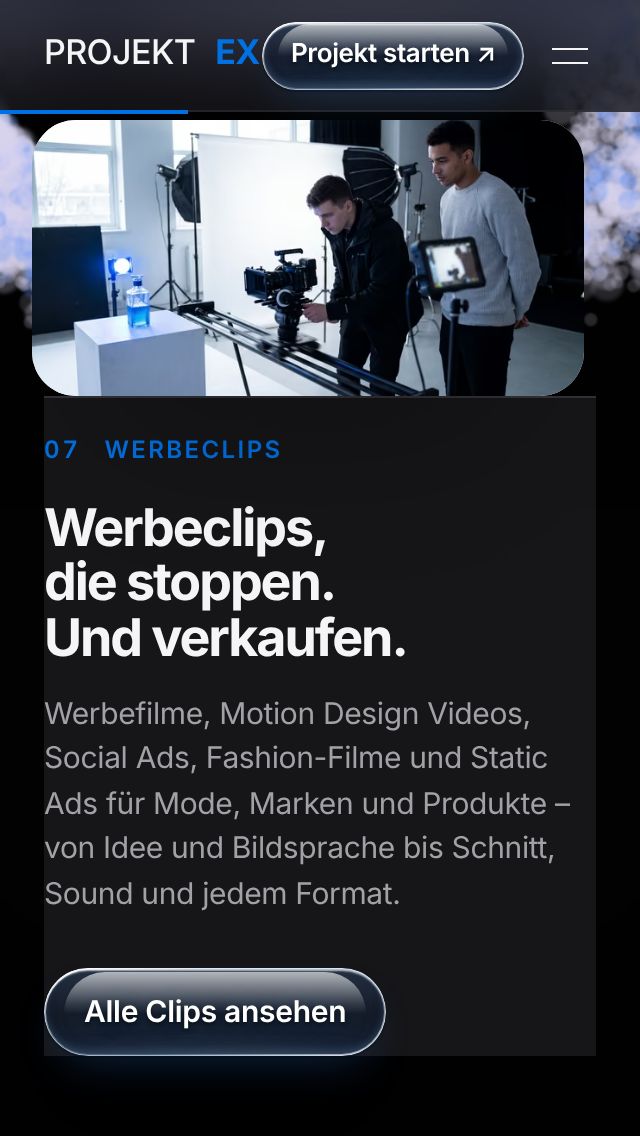 PROJEKT EX
Projekt starten ↗
07 WERBECLIPS
Werbeclips,
die stoppen.
Und verkaufen.
Werbefilme, Motion Design Videos,
Social Ads, Fashion-Filme und Static
Ads für Mode, Marken und Produkte –
von Idee und Bildsprache bis Schnitt,
Sound und jedem Format.
Alle Clips ansehen